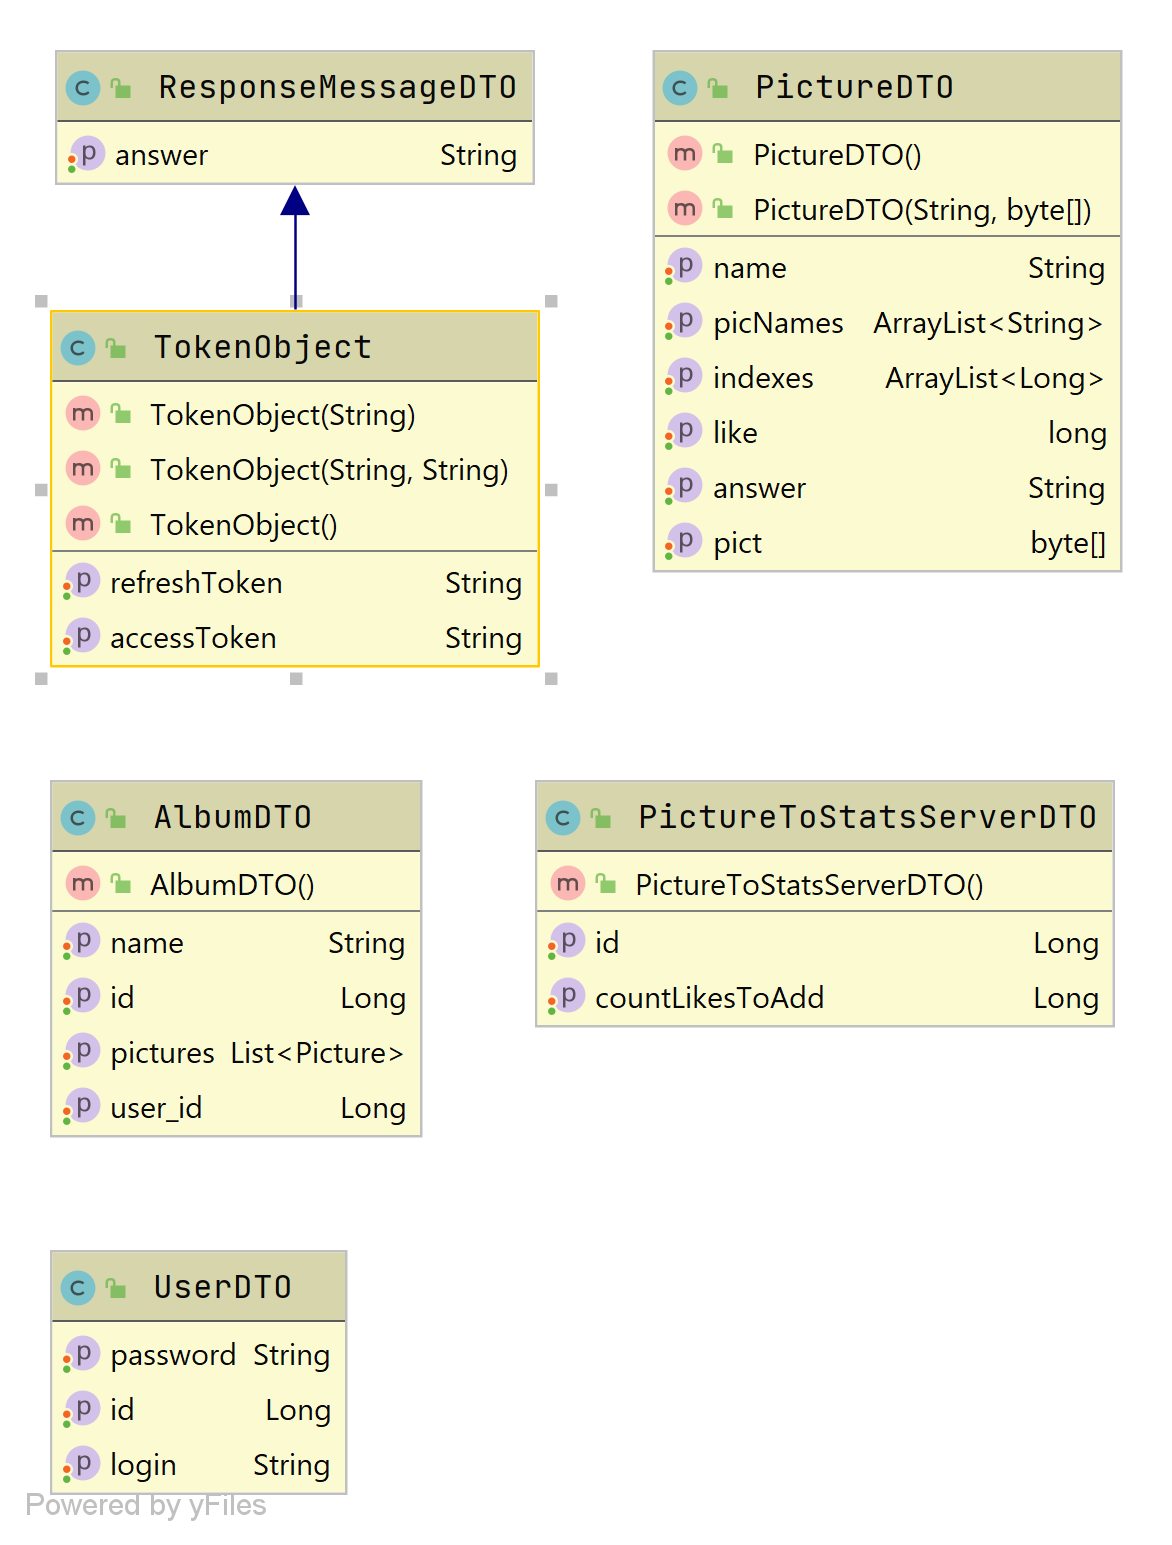 ResponseMessageDTO
answer String
PictureDTO
PictureDTO()
PictureDTO(String, byte[])
name String
picNames ArrayList<String>
indexes ArrayList<Long>
like long
answer String
pict byte[]
TokenObject
TokenObject(String)
TokenObject(String, String)
TokenObject()
refreshToken String
accessToken String
AlbumDTO
AlbumDTO()
name String
id Long
pictures List<Picture>
user_id Long
PictureToStatsServerDTO
PictureToStatsServerDTO()
id Long
countLikesToAdd Long
UserDTO
password String
id Long
login String
Powered by yFiles